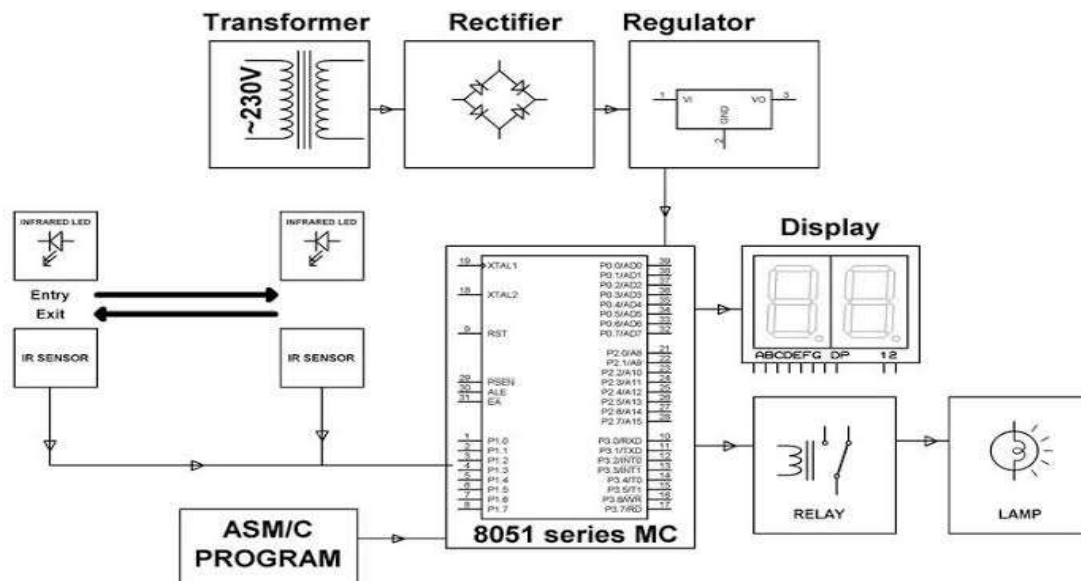 Transformer Rectifier Regulator
~230V
1 VI VO 3
GND
2
INFRARED LED
INFRARED LED
Entry
Exit
IR SENSOR
IR SENSOR
Display
ABCDEFG DP 12
19 XTAL1
18 XTAL2
9 RST
29 PSEN
30 ALE
31 EA
1 P1.0
2 P1.1
3 P1.2
4 P1.3
5 P1.4
6 P1.5
7 P1.6
8 P1.7
P0.0/AD0 39
P0.1/AD1 38
P0.2/AD2 37
P0.3/AD3 36
P0.4/AD4 35
P0.5/AD5 34
P0.6/AD6 33
P0.7/AD7 32
P2.0/A8 21
P2.1/A9 22
P2.2/A10 23
P2.3/A11 24
P2.4/A12 25
P2.5/A13 26
P2.6/A14 27
P2.7/A15 28
P3.0/RXD 10
P3.1/TXD 11
P3.2/INT0 12
P3.3/INT1 13
P3.4/T0 14
P3.5/T1 15
P3.6/WR 16
P3.7/RD 17
8051 series MC
RELAY
LAMP
ASM/C
PROGRAM